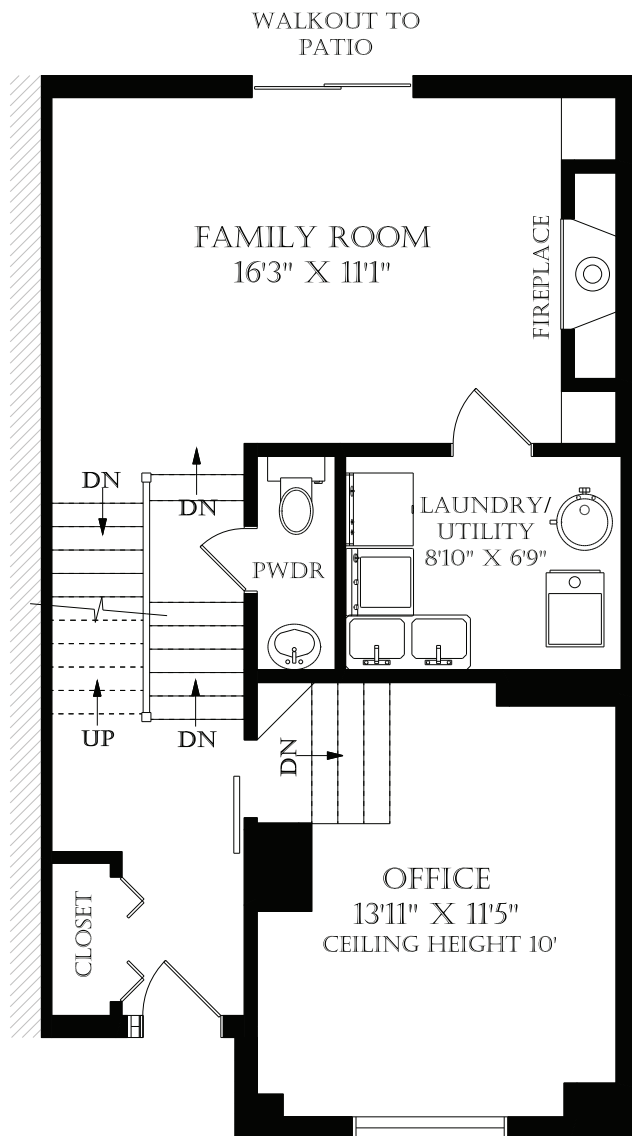 WALKOUT TO
PATIO
FAMILY ROOM
16'3" X 11'1"
FIREPLACE
DN
DN
LAUNDRY/
UTILITY
8'10" X 6'9"
PWDR
UP
DN
DN
OFFICE
13'11" X 11'5"
CEILING HEIGHT 10'
CLOSET